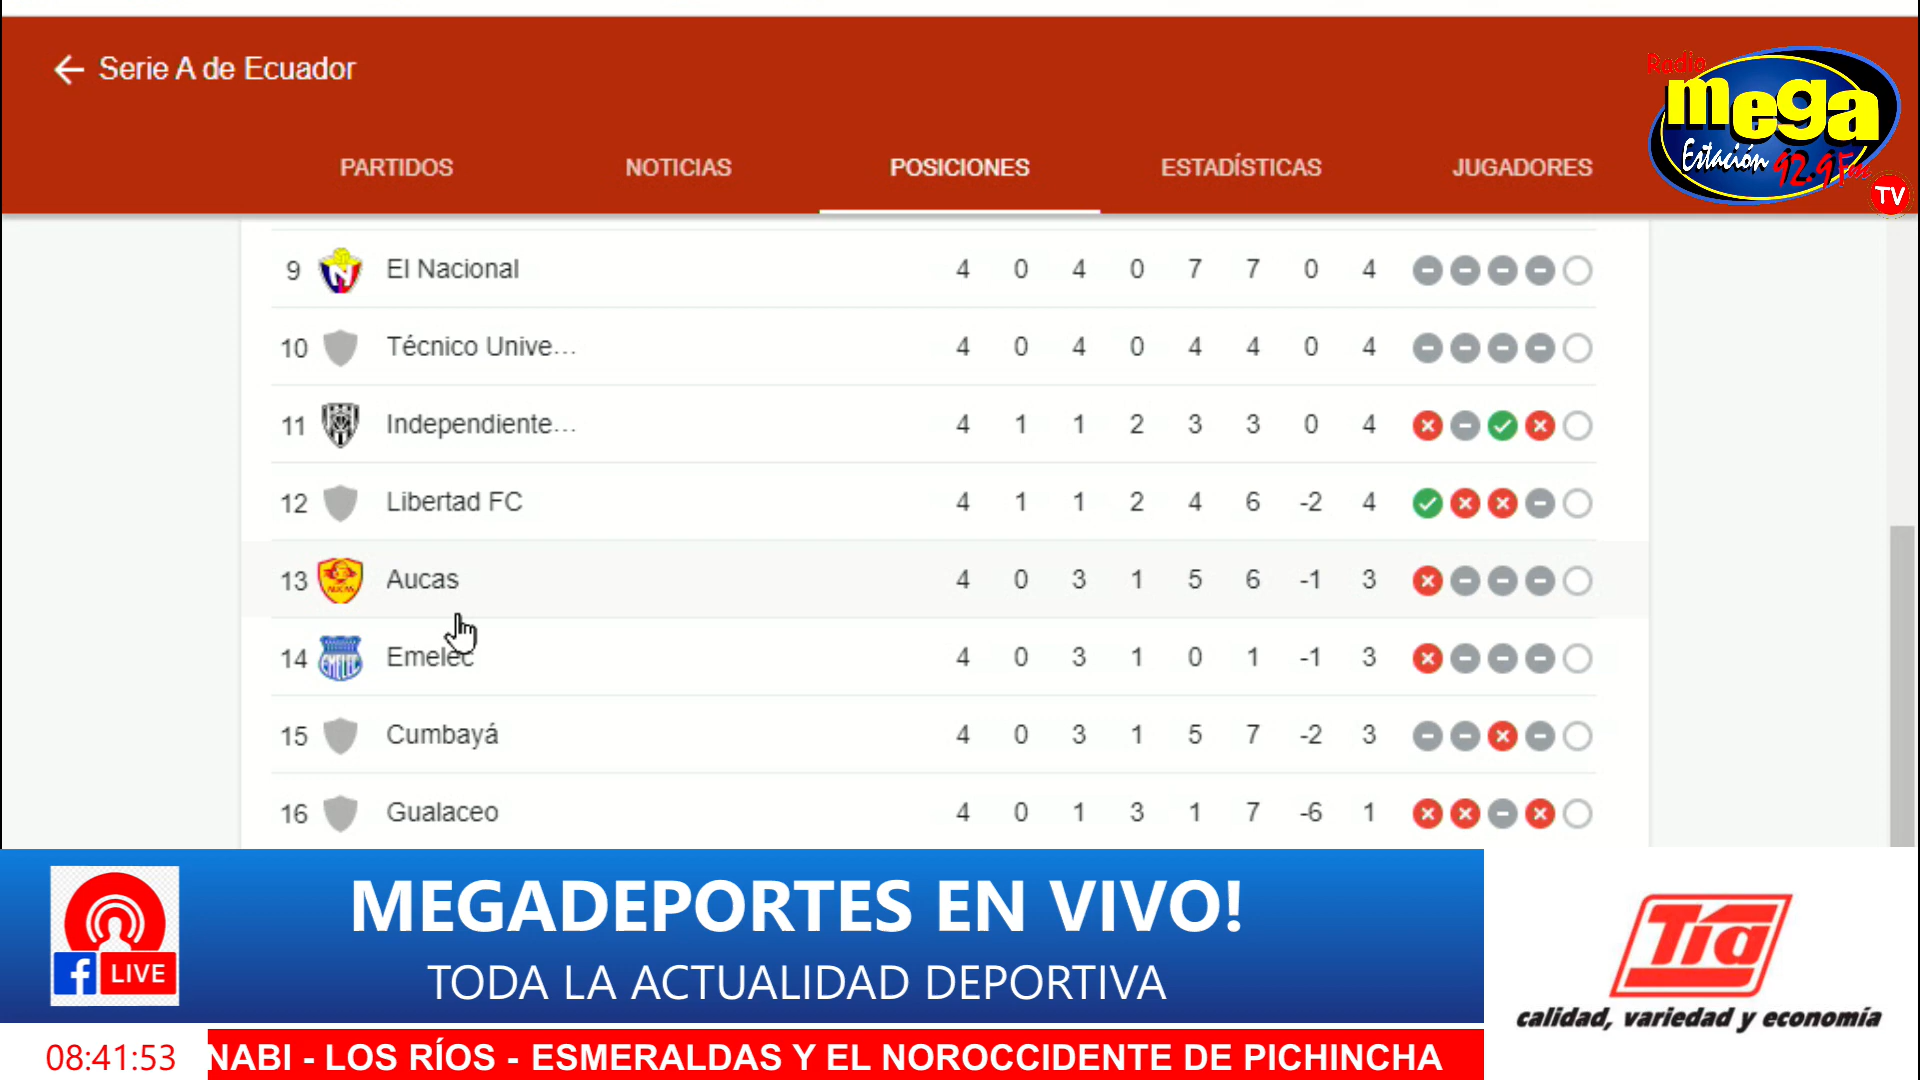 ← Serie A de Ecuador
Radio
mega
Estación 92.9 Fm
TV
PARTIDOS NOTICIAS POSICIONES ESTADÍSTICAS JUGADORES
9 El Nacional 4 0 4 0 7 7 0 4
10 Técnico Unive... 4 0 4 0 4 4 0 4
11 Independiente... 4 1 1 2 3 3 0 4
12 Libertad FC 4 1 1 2 4 6 -2 4
13 AUCAS Aucas 4 0 3 1 5 6 -1 3
14 EMELEC Emelec 4 0 3 1 0 1 -1 3
15 Cumbayá 4 0 3 1 5 7 -2 3
16 Gualaceo 4 0 1 3 1 7 -6 1
MEGADEPORTES EN VIVO!
f LIVE
TODA LA ACTUALIDAD DEPORTIVA
Tía
calidad, variedad y economía
08:41:53 NABI - LOS RÍOS - ESMERALDAS Y EL NOROCCIDENTE DE PICHINCHA